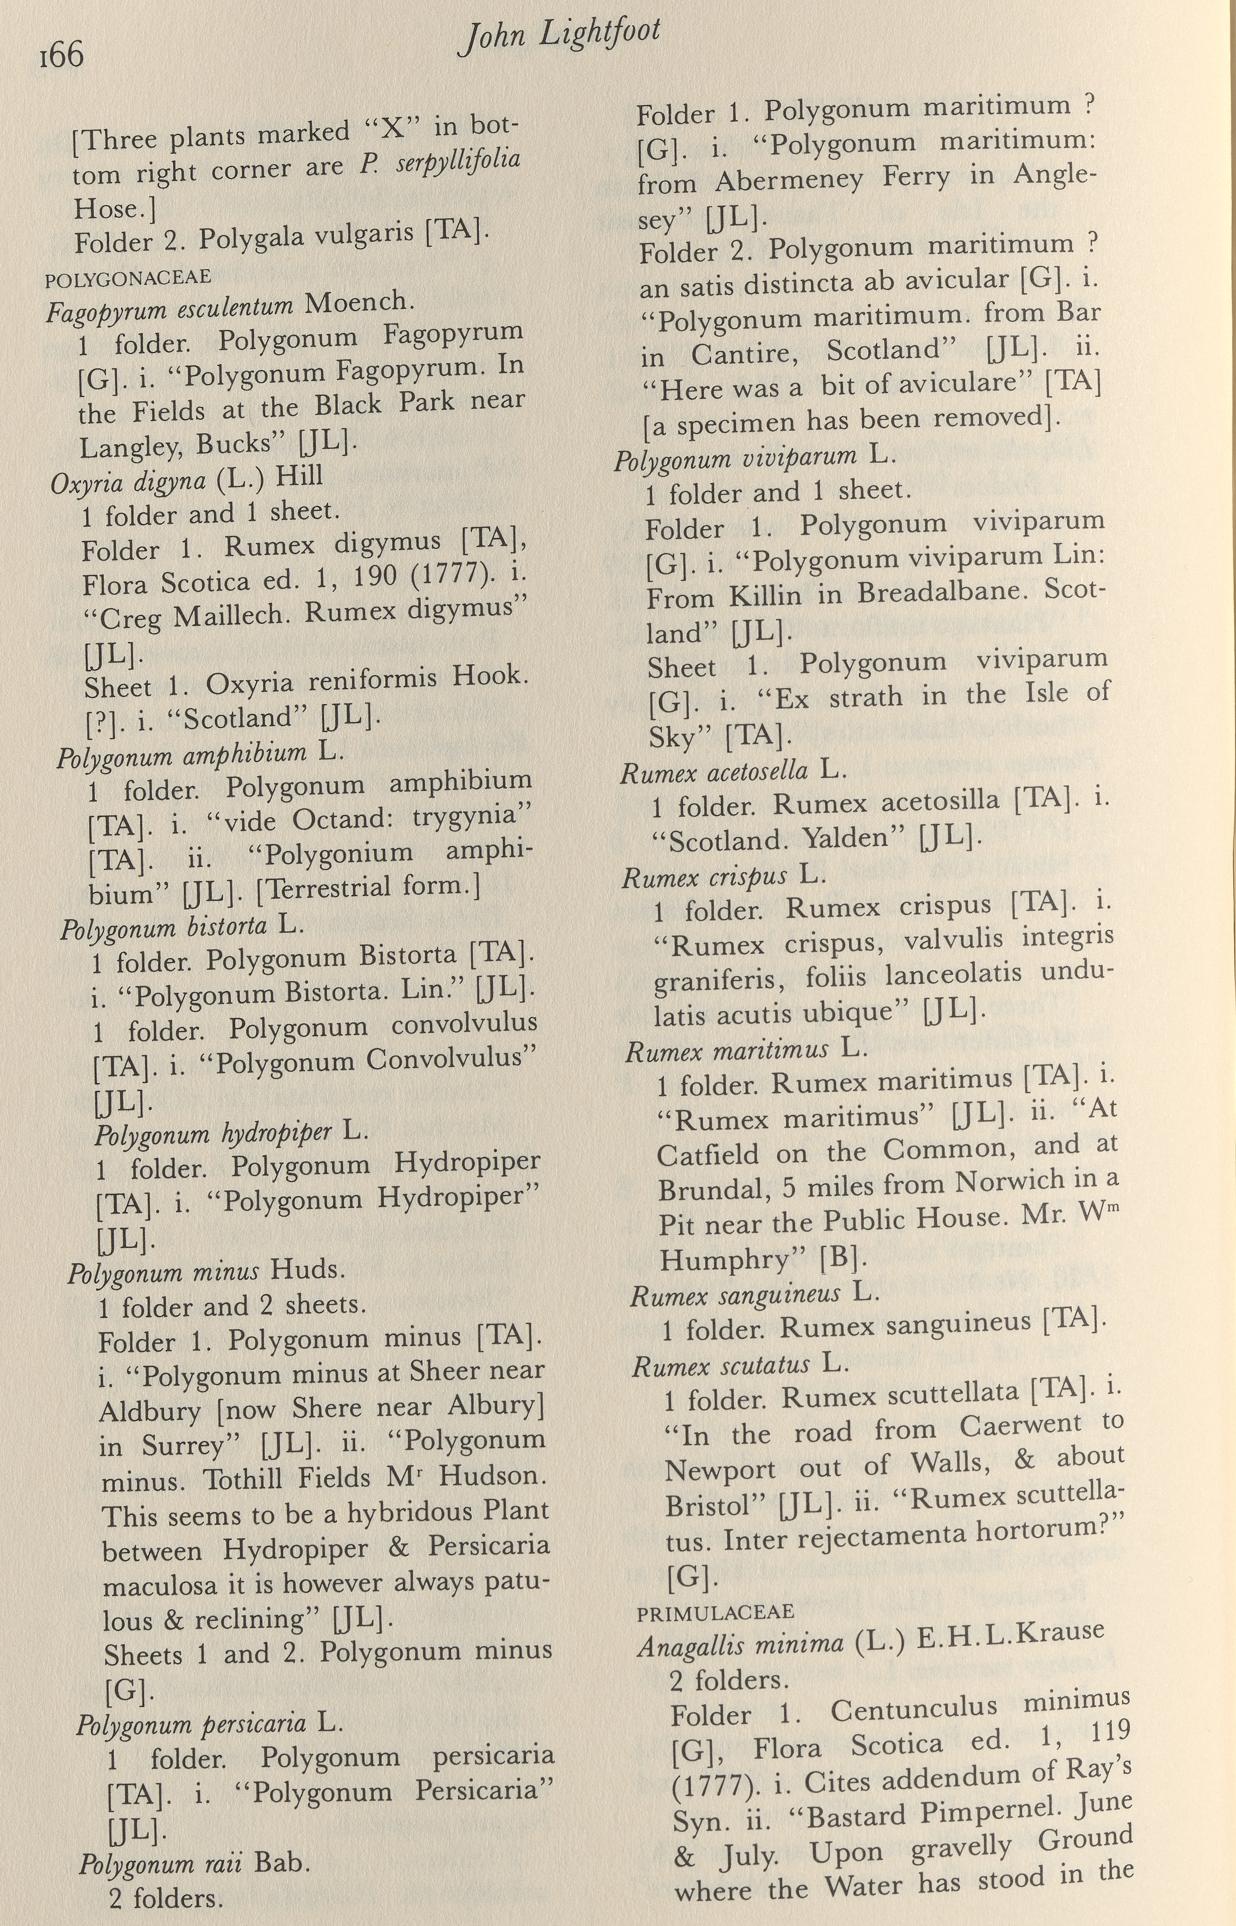 166
John Lightfoot
[Three plants marked “X” in bot-
tom right corner are P. serpyllifolia
Hose.]
Folder 2. Polygala vulgaris [TA].
POLYGONACEAE
Fagopyrum esculentum Moench.
1 folder. Polygonum Fagopyrum
[G]. i. “Polygonum Fagopyrum. In
the Fields at the Black Park near
Langley, Bucks” [JL].
Oxyria digyna (L.) Hill
1 folder and 1 sheet.
Folder 1. Rumex digymus [TA],
Flora Scotica ed. 1, 190 (1777). i.
“Creg Maillech. Rumex digymus”
[JL].
Sheet 1. Oxyria reniformis Hook.
[?]. i. “Scotland” [JL].
Polygonum amphibium L.
1 folder. Polygonum amphibium
[TA]. i. “vide Octand: trygynia”
[TA]. ii. “Polygonium amphi-
bium” [JL]. [Terrestrial form.]
Polygonum bistorta L.
1 folder. Polygonum Bistorta [TA].
i. “Polygonum Bistorta. Lin.” [JL].
1 folder. Polygonum convolvulus
[TA]. i. “Polygonum Convolvulus”
[JL].
Polygonum hydropiper L.
1 folder. Polygonum Hydropiper
[TA]. i. “Polygonum Hydropiper”
[JL].
Polygonum minus Huds.
1 folder and 2 sheets.
Folder 1. Polygonum minus [TA].
i. “Polygonum minus at Sheer near
Aldbury [now Shere near Albury]
in Surrey” [JL]. ii. “Polygonum
minus. Tothill Fields Mʳ Hudson.
This seems to be a hybridous Plant
between Hydropiper & Persicaria
maculosa it is however always patu-
lous & reclining” [JL].
Sheets 1 and 2. Polygonum minus
[G].
Polygonum persicaria L.
1 folder. Polygonum persicaria
[TA]. i. “Polygonum Persicaria”
[JL].
Polygonum raii Bab.
2 folders.
Folder 1. Polygonum maritimum ?
[G]. i. “Polygonum maritimum:
from Abermeney Ferry in Angle-
sey” [JL].
Folder 2. Polygonum maritimum ?
an satis distincta ab avicular [G]. i.
“Polygonum maritimum. from Bar
in Cantire, Scotland” [JL]. ii.
“Here was a bit of aviculare” [TA]
[a specimen has been removed].
Polygonum viviparum L.
1 folder and 1 sheet.
Folder 1. Polygonum viviparum
[G]. i. “Polygonum viviparum Lin:
From Killin in Breadalbane. Scot-
land” [JL].
Sheet 1. Polygonum viviparum
[G]. i. “Ex strath in the Isle of
Sky” [TA].
Rumex acetosella L.
1 folder. Rumex acetosilla [TA]. i.
“Scotland. Yalden” [JL].
Rumex crispus L.
1 folder. Rumex crispus [TA]. i.
“Rumex crispus, valvulis integris
graniferis, foliis lanceolatis undu-
latis acutis ubique” [JL].
Rumex maritimus L.
1 folder. Rumex maritimus [TA]. i.
“Rumex maritimus” [JL]. ii. “At
Catfield on the Common, and at
Brundal, 5 miles from Norwich in a
Pit near the Public House. Mr. Wᵐ
Humphry” [B].
Rumex sanguineus L.
1 folder. Rumex sanguineus [TA].
Rumex scutatus L.
1 folder. Rumex scuttellata [TA]. i.
“In the road from Caerwent to
Newport out of Walls, & about
Bristol” [JL]. ii. “Rumex scuttella-
tus. Inter rejectamenta hortorum?”
[G].
PRIMULACEAE
Anagallis minima (L.) E.H.L.Krause
2 folders.
Folder 1. Centunculus minimus
[G], Flora Scotica ed. 1, 119
(1777). i. Cites addendum of Ray’s
Syn. ii. “Bastard Pimpernel. June
& July. Upon gravelly Ground
where the Water has stood in the